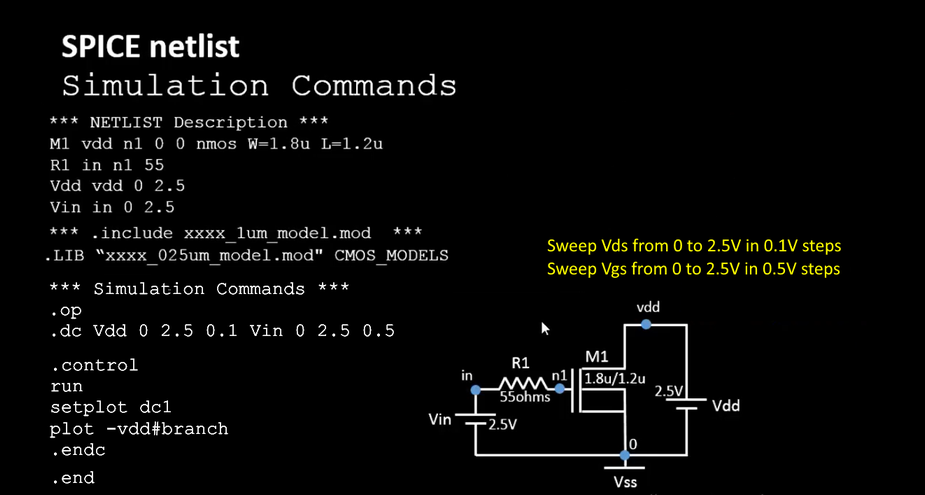 SPICE netlist
Simulation Commands
*** NETLIST Description ***
M1 vdd n1 0 0 nmos W=1.8u L=1.2u
R1 in n1 55
Vdd vdd 0 2.5
Vin in 0 2.5
*** .include xxxx_1um_model.mod ***
.LIB “xxxx_025um_model.mod" CMOS_MODELS
*** Simulation Commands ***
.op
.dc Vdd 0 2.5 0.1 Vin 0 2.5 0.5
.control
run
setplot dc1
plot -vdd#branch
.endc
.end
Sweep Vds from 0 to 2.5V in 0.1V steps
Sweep Vgs from 0 to 2.5V in 0.5V steps
vdd
R1
M1
in
n1
1.8u/1.2u
55ohms
2.5V
Vdd
Vin
2.5V
0
Vss